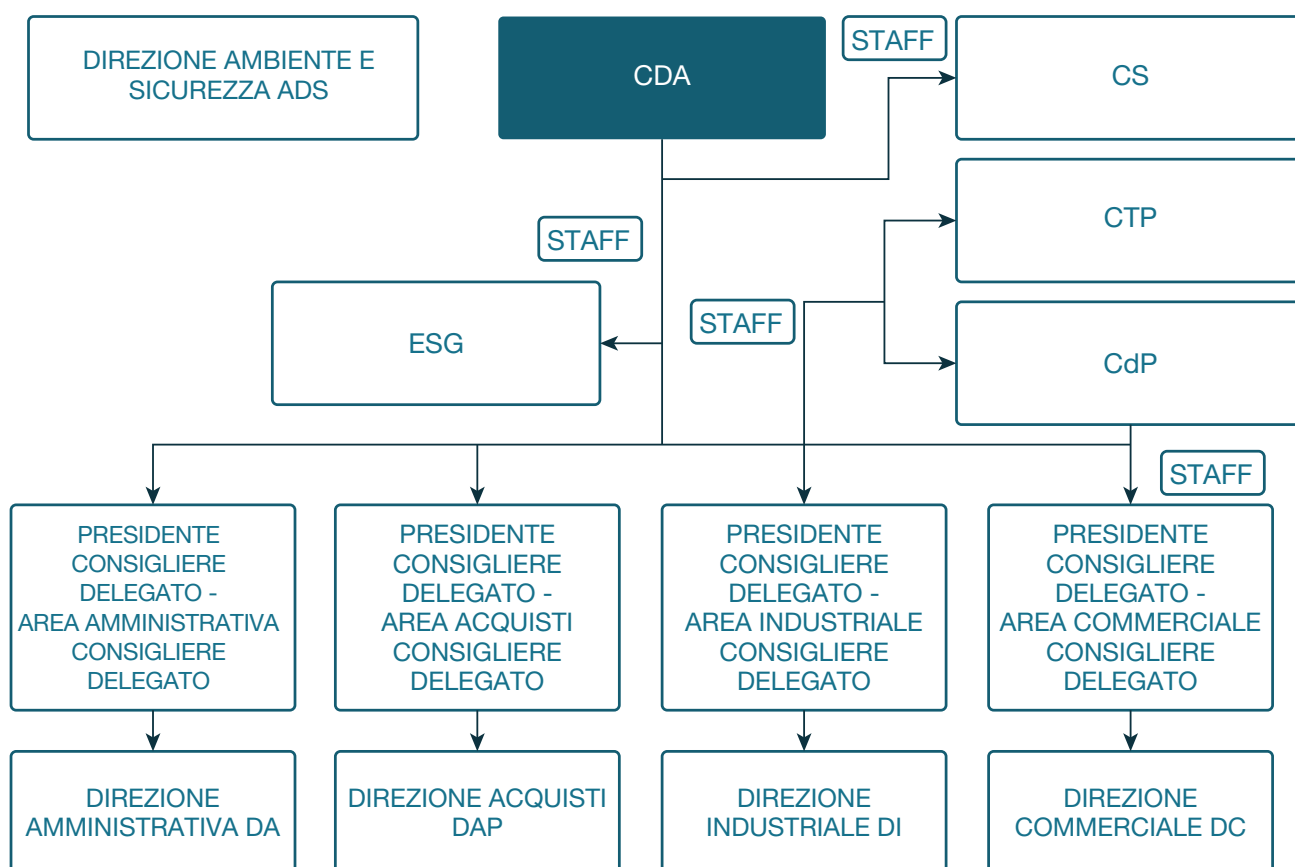 DIREZIONE AMBIENTE E
SICUREZZA ADS
CDA
STAFF
CS
CTP
STAFF
ESG
STAFF
CdP
STAFF
PRESIDENTE
CONSIGLIERE
DELEGATO -
AREA AMMINISTRATIVA
CONSIGLIERE
DELEGATO
PRESIDENTE
CONSIGLIERE
DELEGATO -
AREA ACQUISTI
CONSIGLIERE
DELEGATO
PRESIDENTE
CONSIGLIERE
DELEGATO -
AREA INDUSTRIALE
CONSIGLIERE
DELEGATO
PRESIDENTE
CONSIGLIERE
DELEGATO -
AREA COMMERCIALE
CONSIGLIERE
DELEGATO
DIREZIONE
AMMINISTRATIVA DA
DIREZIONE ACQUISTI
DAP
DIREZIONE
INDUSTRIALE DI
DIREZIONE
COMMERCIALE DC